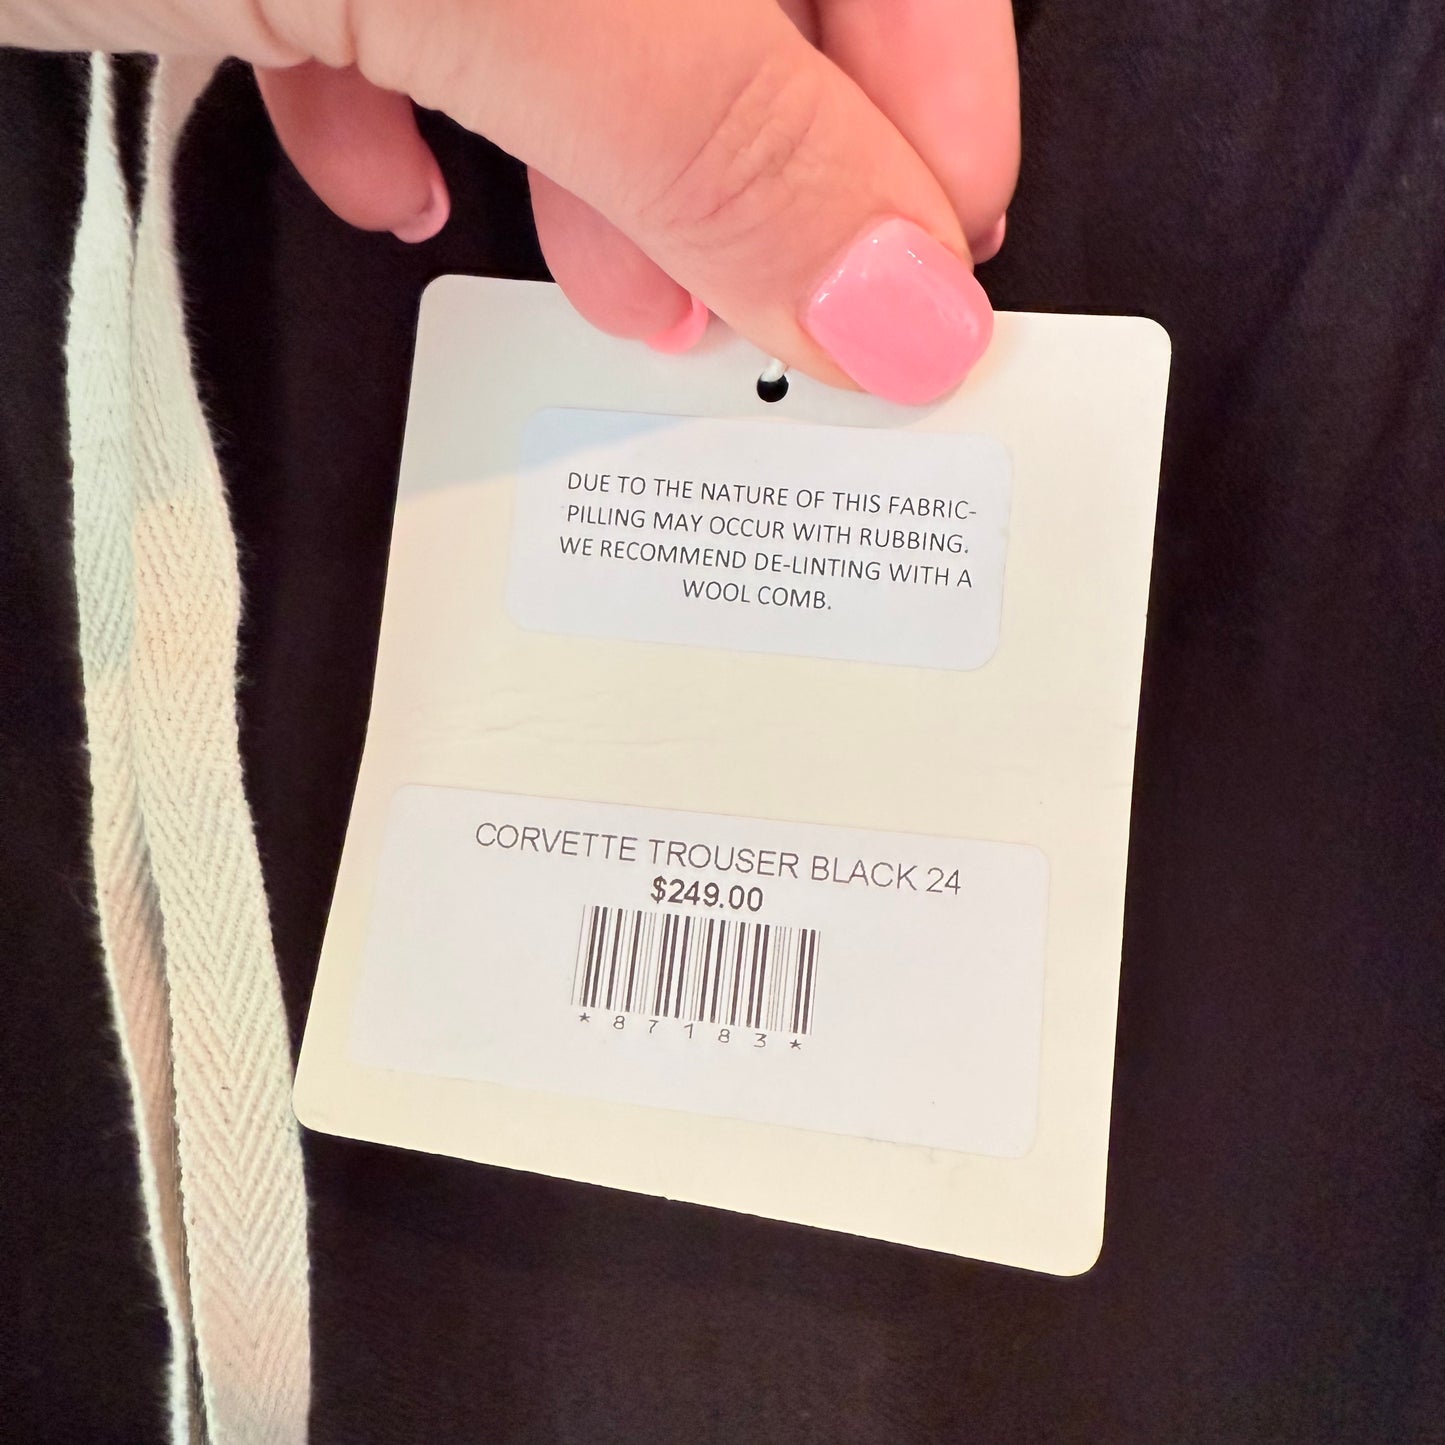 DUE TO THE NATURE OF THIS FABRIC-
PILLING MAY OCCUR WITH RUBBING.
WE RECOMMEND DE-LINTING WITH A
WOOL COMB.
CORVETTE TROUSER BLACK 24
$249.00
*87183*